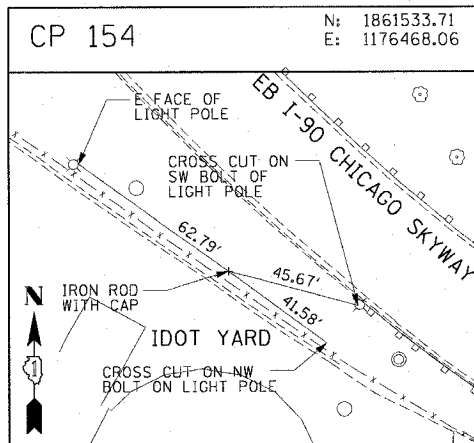 CP 154
N: 1861533.71
E: 1176468.06
E FACE OF
LIGHT POLE
EB I-90 CHICAGO SKYWAY
CROSS CUT ON
SW BOLT OF
LIGHT POLE
62.79'
45.67'
IRON ROD
WITH CAP
41.58'
N
IDOT YARD
1
CROSS CUT ON NW
BOLT ON LIGHT POLE